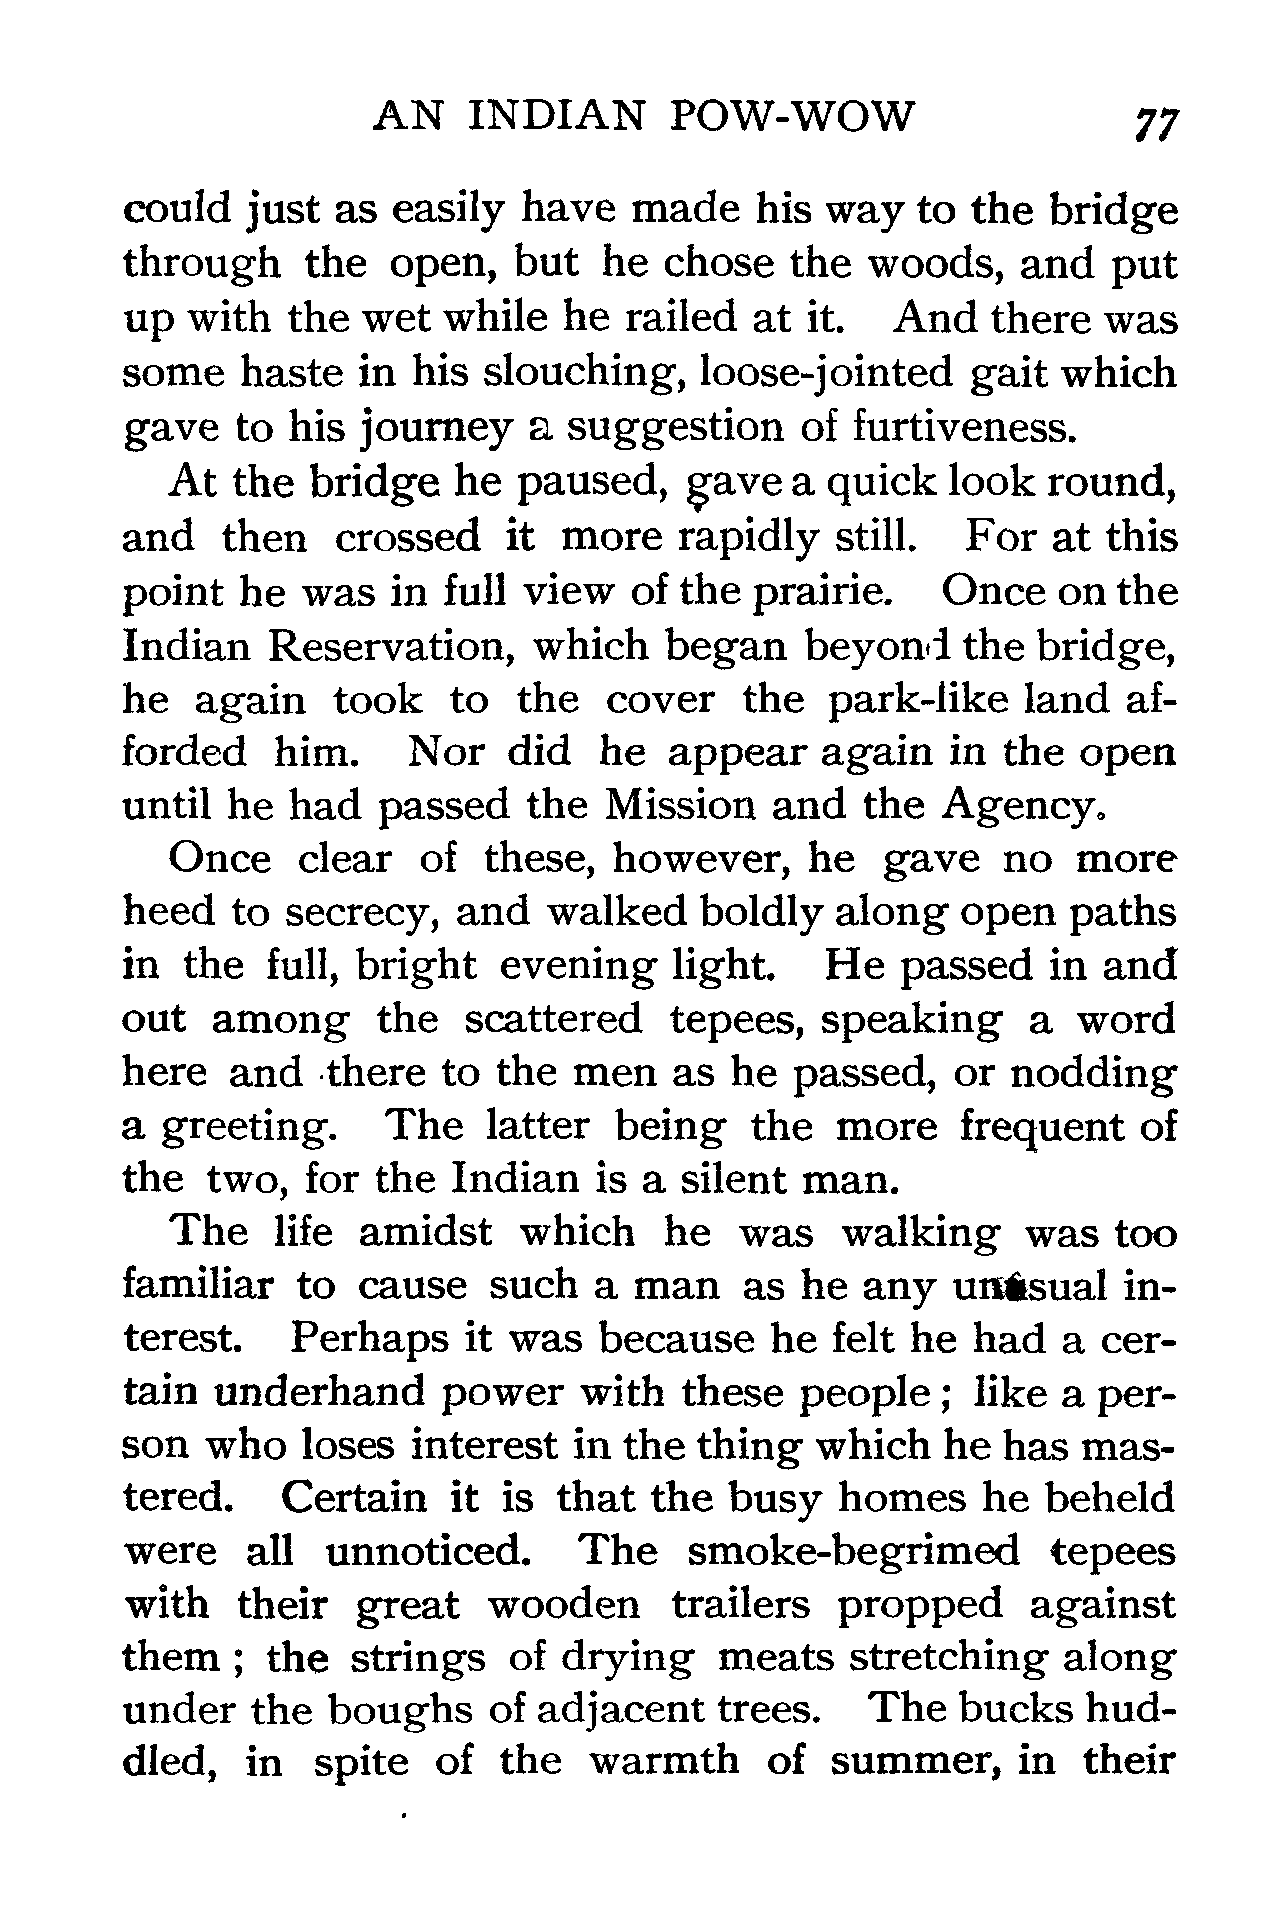 AN INDIAN POW-WOW 77
could just as easily have made his way to the bridge
through the open, but he chose the woods, and put
up with the wet while he railed at it. And there was
some haste in his slouching, loose-jointed gait which
gave to his journey a suggestion of furtiveness.
At the bridge he paused, gave a quick look round,
and then crossed it more rapidly still. For at this
point he was in full view of the prairie. Once on the
Indian Reservation, which began beyond the bridge,
he again took to the cover the park-like land af-
forded him. Nor did he appear again in the open
until he had passed the Mission and the Agency.
Once clear of these, however, he gave no more
heed to secrecy, and walked boldly along open paths
in the full, bright evening light. He passed in and
out among the scattered tepees, speaking a word
here and there to the men as he passed, or nodding
a greeting. The latter being the more frequent of
the two, for the Indian is a silent man.
The life amidst which he was walking was too
familiar to cause such a man as he any unusual in-
terest. Perhaps it was because he felt he had a cer-
tain underhand power with these people; like a per-
son who loses interest in the thing which he has mas-
tered. Certain it is that the busy homes he beheld
were all unnoticed. The smoke-begrimed tepees
with their great wooden trailers propped against
them; the strings of drying meats stretching along
under the boughs of adjacent trees. The bucks hud-
dled, in spite of the warmth of summer, in their